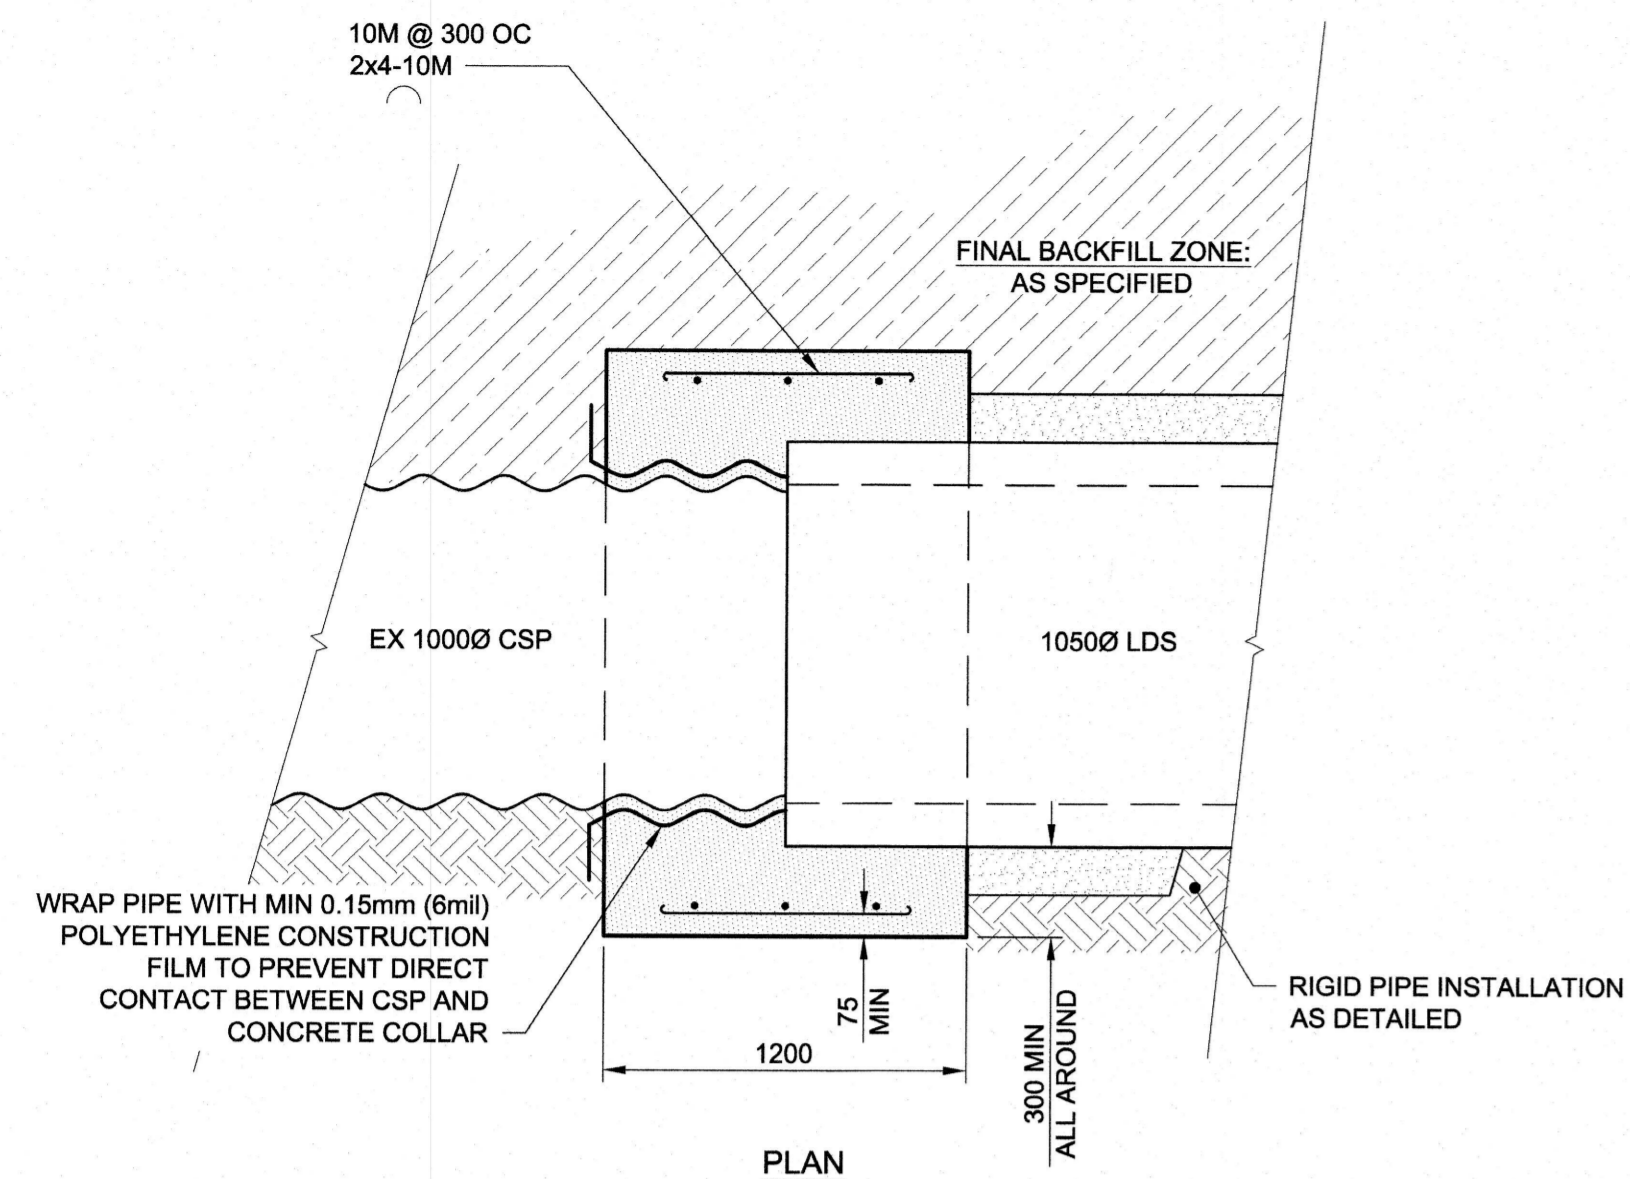 10M @ 300 OC
2x4-10M
FINAL BACKFILL ZONE:
AS SPECIFIED
EX 1000Ø CSP
1050Ø LDS
WRAP PIPE WITH MIN 0.15mm (6mil)
POLYETHYLENE CONSTRUCTION
FILM TO PREVENT DIRECT
CONTACT BETWEEN CSP AND
CONCRETE COLLAR
75
MIN
1200
300 MIN
ALL AROUND
RIGID PIPE INSTALLATION
AS DETAILED
PLAN